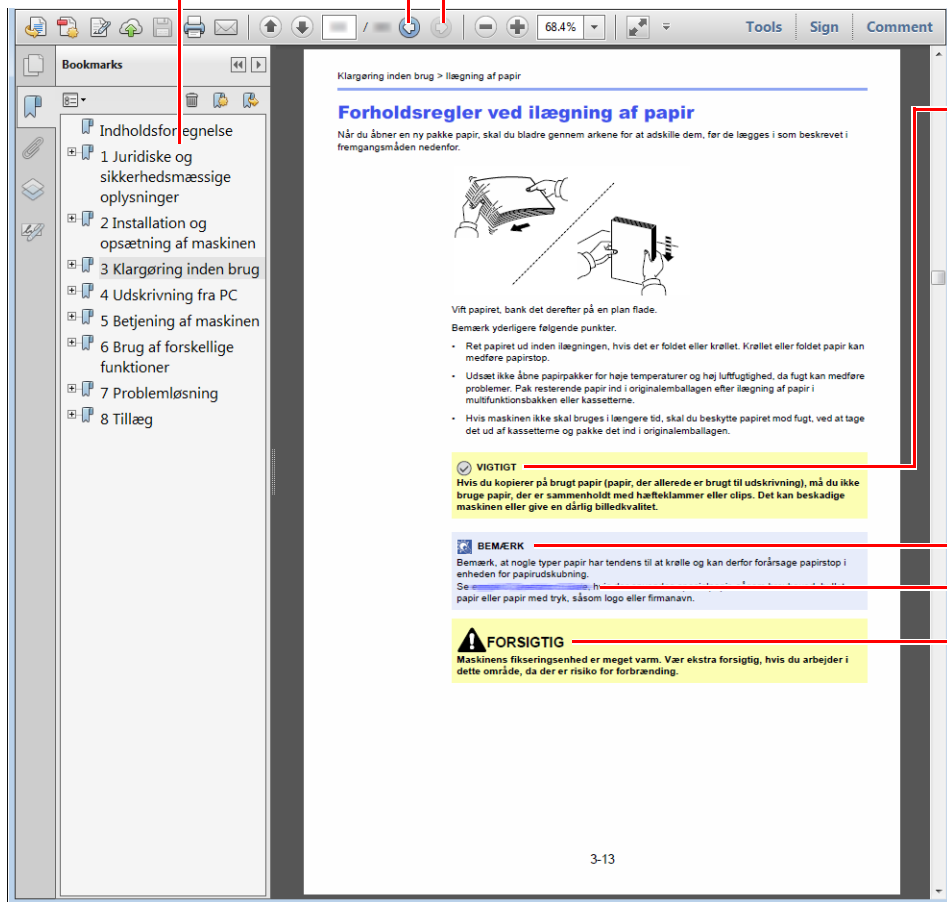 /
68.4%
Tools
Sign
Comment
Bookmarks
Indholdsfortegnelse
1 Juridiske og
sikkerhedsmæssige
oplysninger
2 Installation og
opsætning af maskinen
3 Klargøring inden brug
4 Udskrivning fra PC
5 Betjening af maskinen
6 Brug af forskellige
funktioner
7 Problemløsning
8 Tillæg
Klargøring inden brug > Ilægning af papir
Forholdsregler ved ilægning af papir
Når du åbner en ny pakke papir, skal du bladre gennem arkene for at adskille dem, før de lægges i som beskrevet i
fremgangsmåden nedenfor.
Vift papiret, bank det derefter på en plan flade.
Bemærk yderligere følgende punkter.
• Ret papiret ud inden ilægningen, hvis det er foldet eller krøllet. Krøllet eller foldet papir kan
medføre papirstop.
• Udsæt ikke åbne papirpakker for høje temperaturer og høj luftfugtighed, da fugt kan medføre
problemer. Pak resterende papir ind i originalemballagen efter ilægning af papir i
multifunktionsbakken eller kassetterne.
• Hvis maskinen ikke skal bruges i længere tid, skal du beskytte papiret mod fugt, ved at tage
det ud af kassetterne og pakke det ind i originalemballagen.
VIGTIGT
Hvis du kopierer på brugt papir (papir, der allerede er brugt til udskrivning), må du ikke
bruge papir, der er sammenholdt med hæfteklammer eller clips. Det kan beskadige
maskinen eller give en dårlig billedkvalitet.
BEMÆRK
Bemærk, at nogle typer papir har tendens til at krølle og kan derfor forårsage papirstop i
enheden for papirudskubning.
Se
papir eller papir med tryk, såsom logo eller firmanavn.
FORSIGTIG
Maskinens fikseringsenhed er meget varm. Vær ekstra forsigtig, hvis du arbejder i
dette område, da der er risiko for forbrænding.
3-13